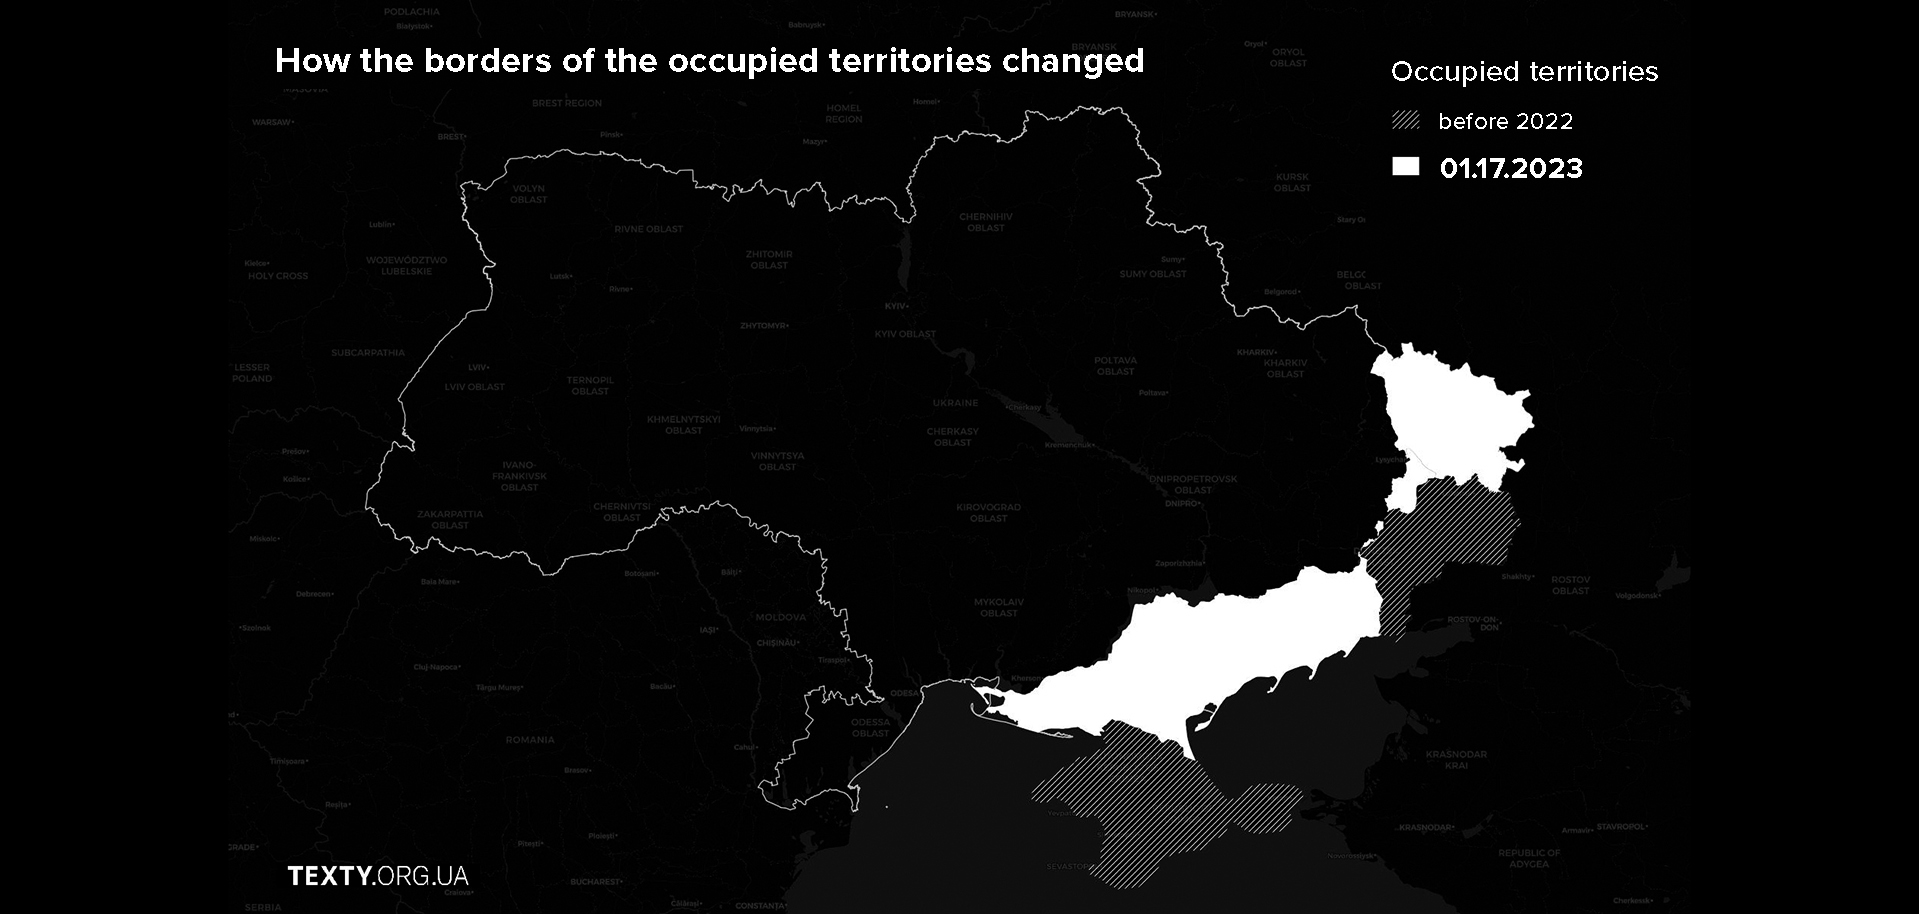 PODLACHIA
Białystok
Babruysk
BRYANSK
How the borders of the occupied territories changed
BRYANSK
OBLAST
Oryol
ORYOL
OBLAST
Occupied territories
before 2022
01.17.2023
MASOVIA
WARSAW
BREST REGION
BREST
Pinsk
HOMEL
REGION
Homel
Mazyr
KURSK
OBLAST
VOLYN
OBLAST
Lublin
RIVNE OBLAST
CHERNIHIV
OBLAST
Kielce
HOLY CROSS
WOJEWÓDZTWO
LUBELSKIE
Lutsk
Rivne
ZHITOMIR
OBLAST
Sumy
SUMY OBLAST
OBLAST
Belgorod
KYIV
KYIV OBLAST
ZHYTOMYR
SUBCARPATHIA
LESSER
POLAND
LVIV
LVIV OBLAST
TERNOPIL
OBLAST
POLTAVA
OBLAST
Poltava
KHARKIV
KHARKIV
OBLAST
KHMELNYTSKYI
OBLAST
Vinnytsia
VINNYTSYA
OBLAST
UKRAINE
Cherkasy
CHERKASY
OBLAST
Kremenchuk
Prešov
Košice
IVANO-
FRANKIVSK
OBLAST
DNIPROPETROVSK
OBLAST
DNIPRO
ZAKARPATTIA
OBLAST
CHERNIVTSI
OBLAST
KIROVOGRAD
OBLAST
Miskolc
Baia Mare
Botoșani
Bălți
Zaporizhzhia
Nikopol
Shakhty
ROSTOV
OBLAST
Volgodonsk
Debrecen
Szolnok
IAȘI
MOLDOVA
CHIȘINĂU
Tiraspol
MYKOLAIV
OBLAST
ROSTOV-ON-
DON
Cluj-Napoca
Târgu Mureș
Bacău
ODESA
Kherson
ODESSA
OBLAST
ROMANIA
Cahul
Timișoara
Brasov
KRASNODAR
KRAI
Reșița
Ploiești
Pitești
KRASNODAR
Armavir
STAVROPOL
Novorossiysk
REPUBLIC OF
ADYGEA
TEXTY.ORG.UA
BUCHAREST
Craiova
Călărași
CONSTANȚA
SERBIA
Cherkessk